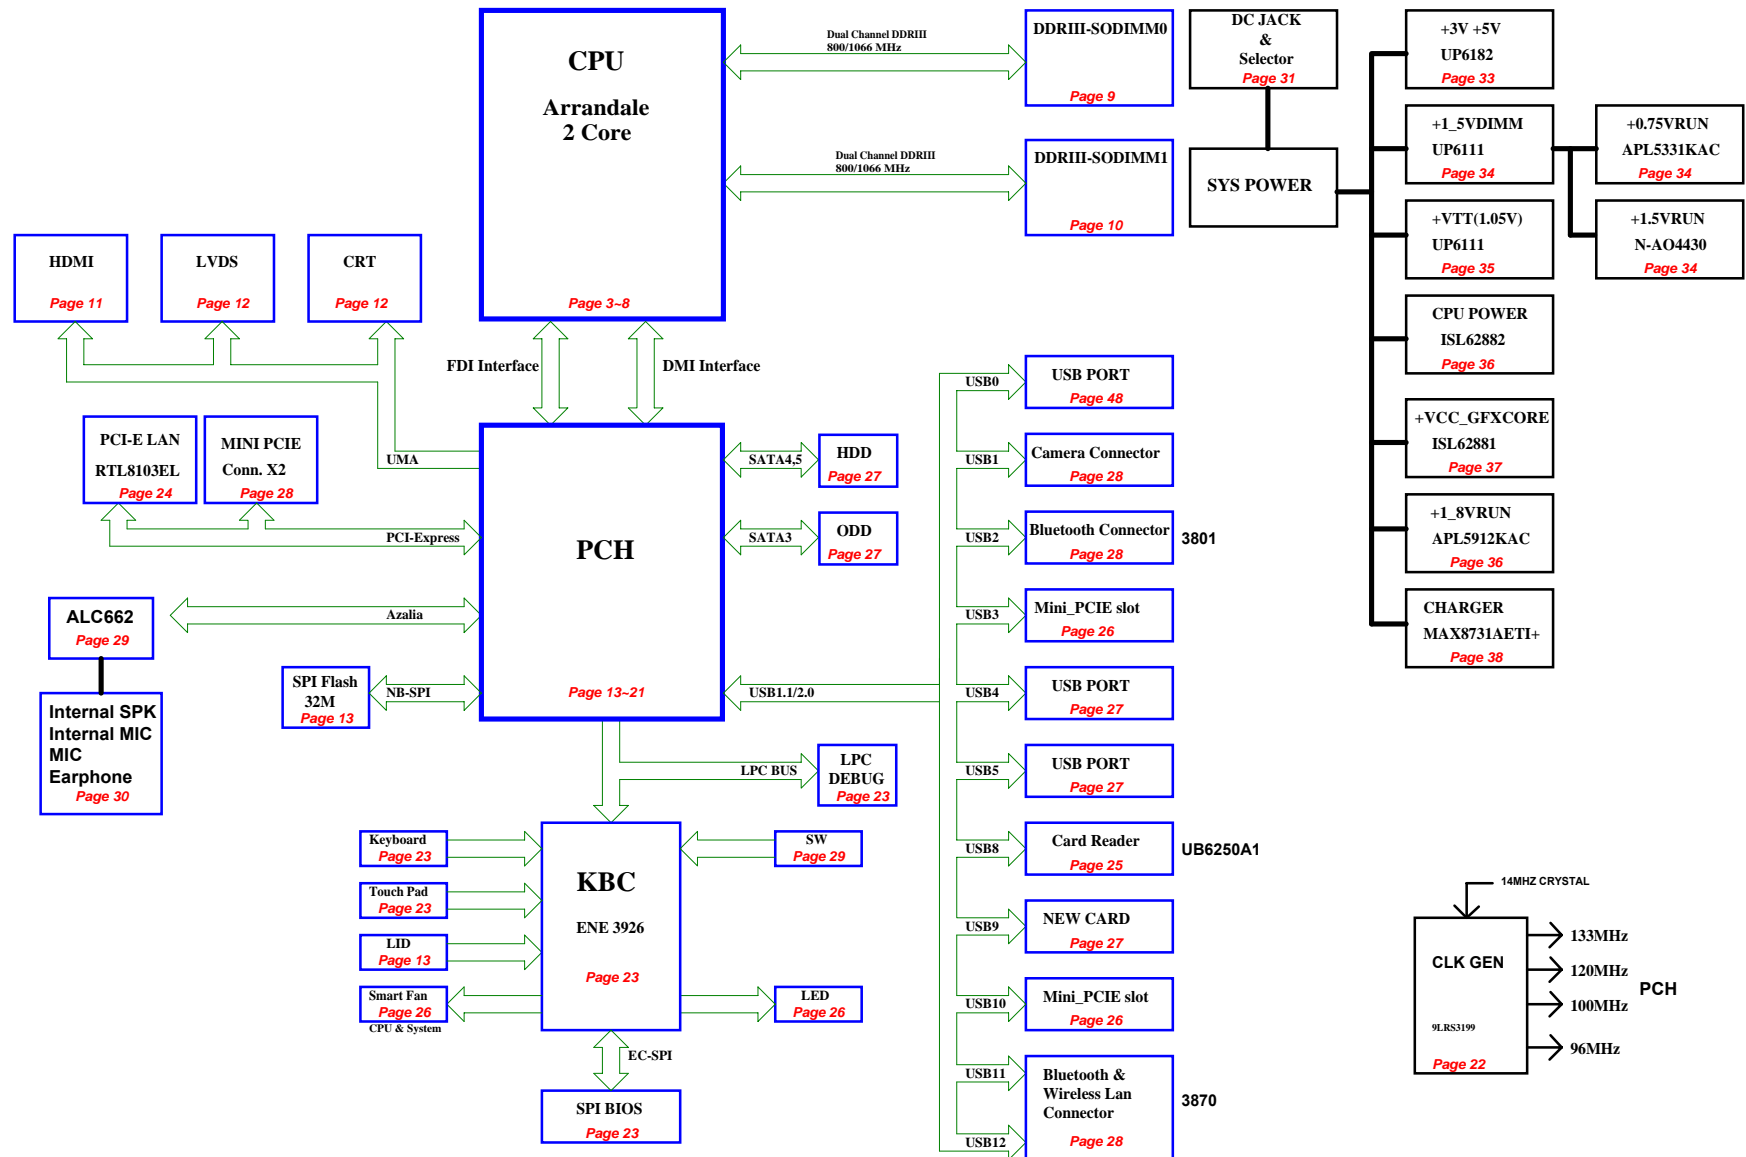 CPU
Arrandale
2 Core
Page 3~8
Dual Channel DDRIII
800/1066 MHz
DDRIII-SODIMM0
Page 9
Dual Channel DDRIII
800/1066 MHz
DDRIII-SODIMM1
Page 10
DC JACK
&
Selector
Page 31
SYS POWER
+3V +5V
UP6182
Page 33
+1_5VDIMM
UP6111
Page 34
+0.75VRUN
APL5331KAC
Page 34
+VTT(1.05V)
UP6111
Page 35
+1.5VRUN
N-AO4430
Page 34
CPU POWER
ISL62882
Page 36
+VCC_GFXCORE
ISL62881
Page 37
+1_8VRUN
APL5912KAC
Page 36
CHARGER
MAX8731AETI+
Page 38
HDMI
Page 11
LVDS
Page 12
CRT
Page 12
FDI Interface
DMI Interface
UMA
PCI-E LAN
RTL8103EL
Page 24
MINI PCIE
Conn. X2
Page 28
PCI-Express
PCH
Page 13~21
SATA4,5
HDD
Page 27
SATA3
ODD
Page 27
ALC662
Page 29
Azalia
Internal SPK
Internal MIC
MIC
Earphone
Page 30
SPI Flash
32M
Page 13
NB-SPI
USB1.1/2.0
LPC BUS
LPC
DEBUG
Page 23
USB0
USB PORT
Page 48
USB1
Camera Connector
Page 28
USB2
Bluetooth Connector
Page 28
3801
USB3
Mini_PCIE slot
Page 26
USB4
USB PORT
Page 27
USB5
USB PORT
Page 27
USB8
Card Reader
Page 25
UB6250A1
USB9
NEW CARD
Page 27
USB10
Mini_PCIE slot
Page 26
USB11
USB12
Bluetooth &
Wireless Lan
Connector
Page 28
3870
Keyboard
Page 23
Touch Pad
Page 23
LID
Page 13
Smart Fan
Page 26
CPU & System
KBC
ENE 3926
Page 23
SW
Page 29
LED
Page 26
EC-SPI
SPI BIOS
Page 23
14MHZ CRYSTAL
CLK GEN
9LRS3199
Page 22
133MHz
120MHz
100MHz
96MHz
PCH